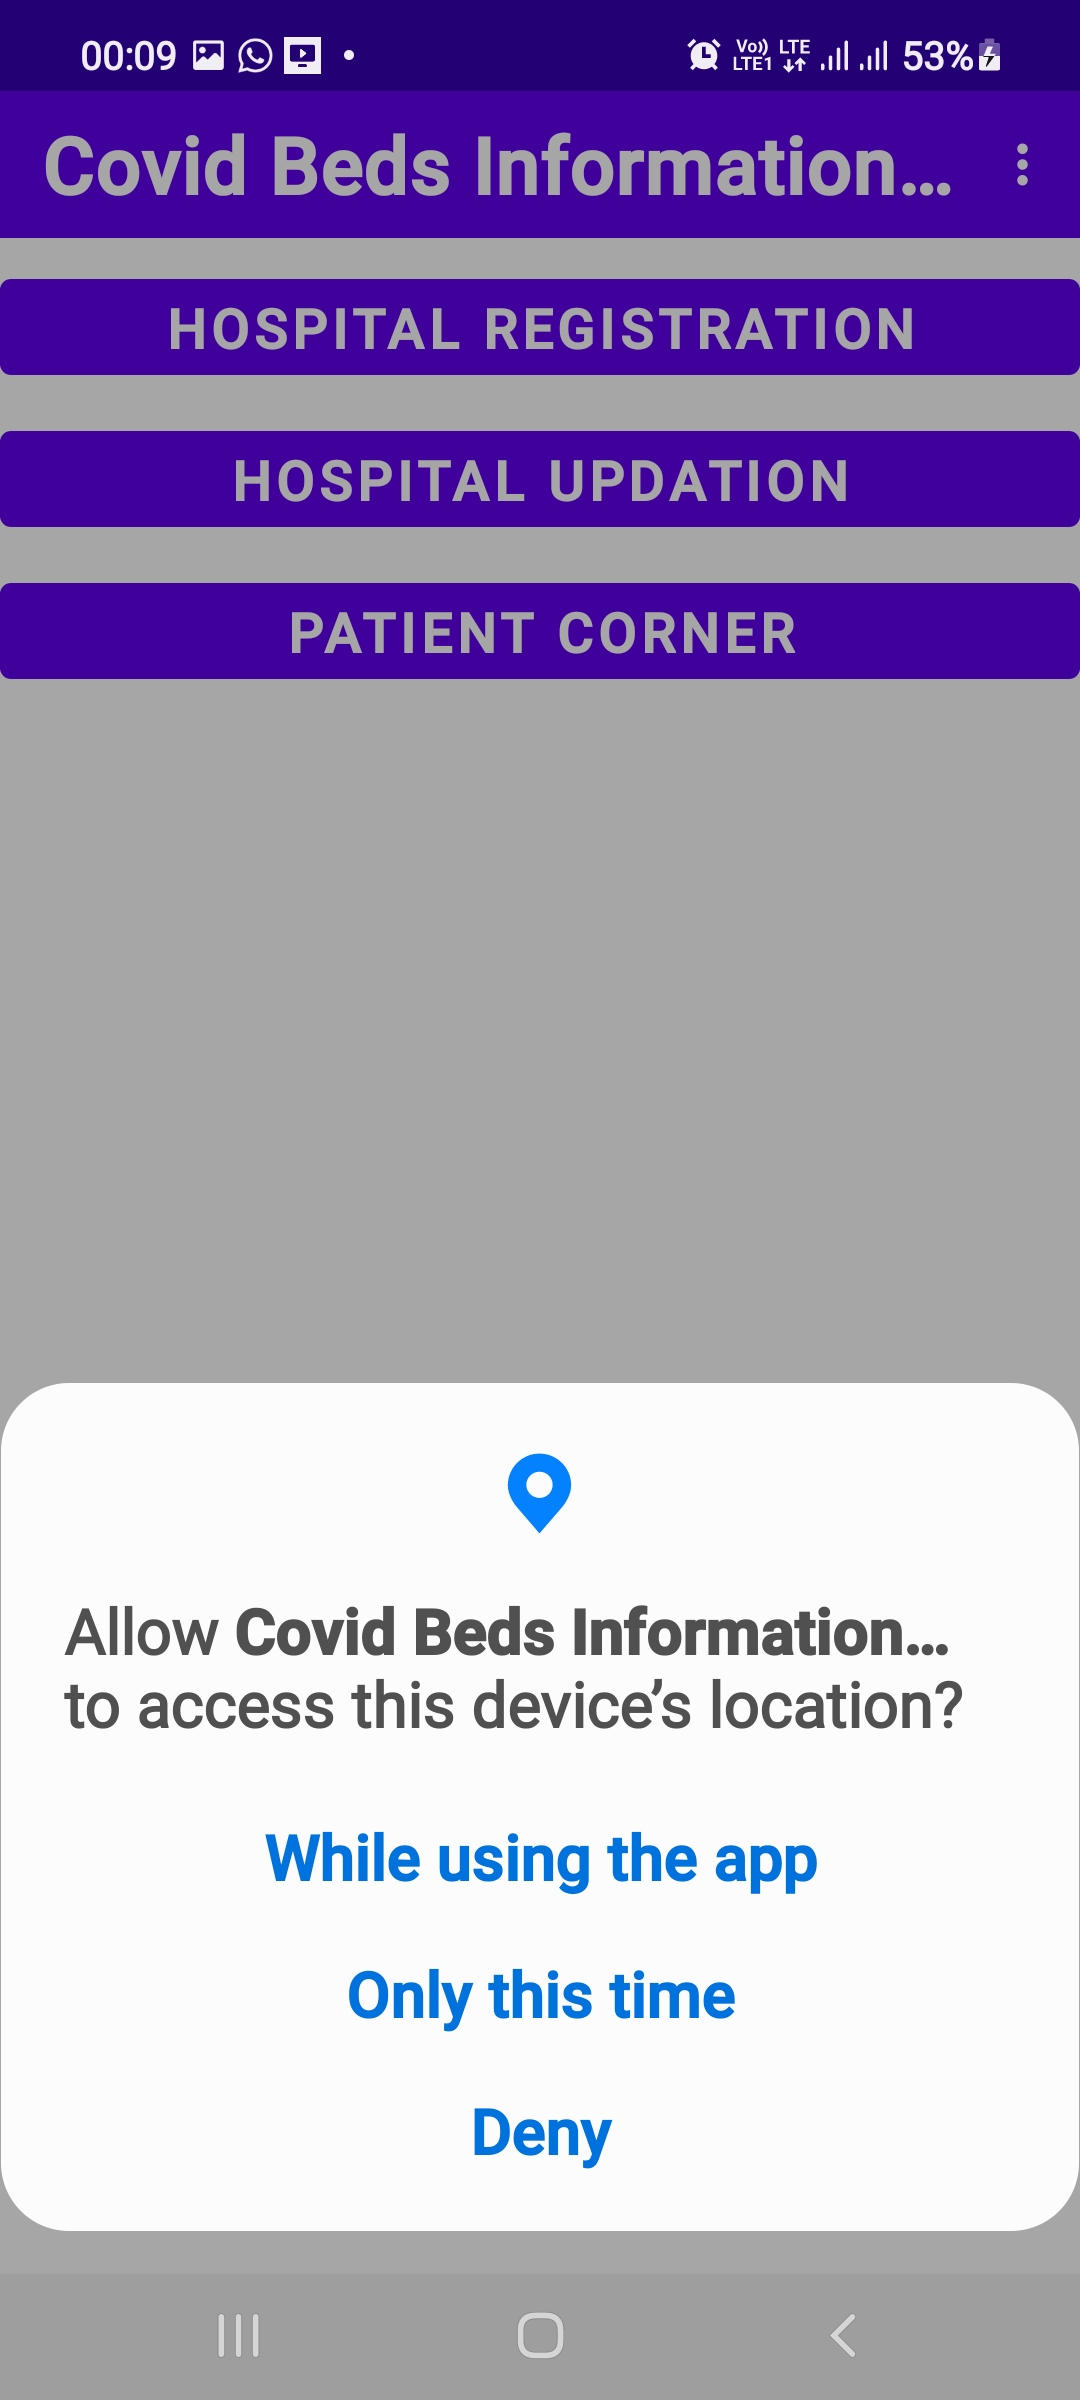 00:09 Vo)) LTE1 LTE 53%
Covid Beds Information...
HOSPITAL REGISTRATION
HOSPITAL UPDATION
PATIENT CORNER
Allow Covid Beds Information...
to access this device’s location?
While using the app
Only this time
Deny